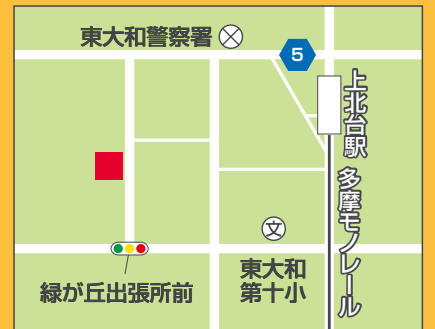 東大和警察署
5
上北台駅
多摩モノレール
文
東大和
第十小
緑が丘出張所前